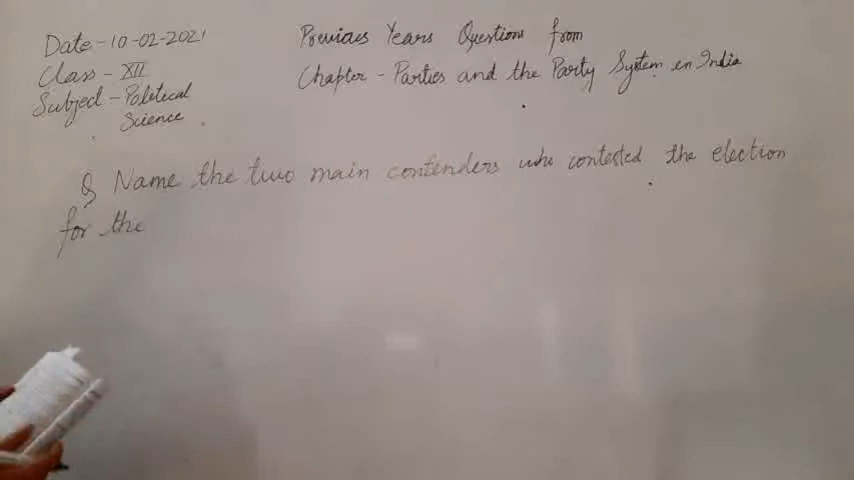 Date-10-02-2021
Class - XII
Subject-Political
Science
Previous Years Questions from
Chapter - Parties and the Party System in India
Q Name the two main contenders who contested the election
for the